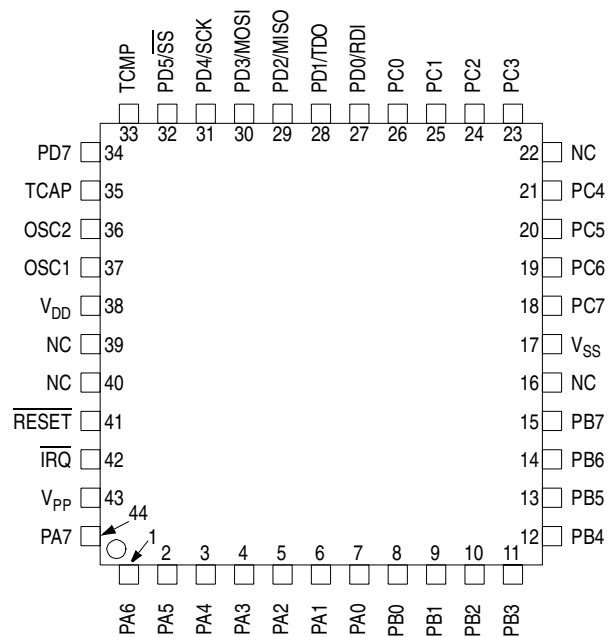 TCMP
PD5/S̅S̅
PD4/SCK
PD3/MOSI
PD2/MISO
PD1/TDO
PD0/RDI
PC0
PC1
PC2
PC3
33 32 31 30 29 28 27 26 25 24 23
PD7 34 22 NC
TCAP 35 21 PC4
OSC2 36 20 PC5
OSC1 37 19 PC6
VDD 38 18 PC7
NC 39 17 VSS
NC 40 16 NC
R̅E̅S̅E̅T̅ 41 15 PB7
I̅R̅Q̅ 42 14 PB6
VPP 43 13 PB5
PA7 44 12 PB4
1 2 3 4 5 6 7 8 9 10 11
PA6
PA5
PA4
PA3
PA2
PA1
PA0
PB0
PB1
PB2
PB3